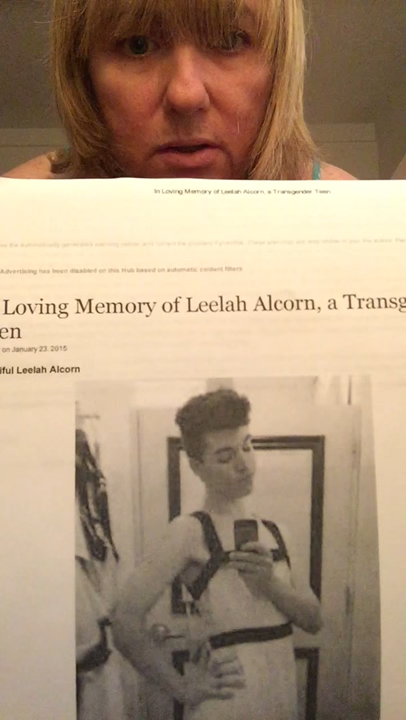 In Loving Memory of Leelah Alcorn, a Transgender Teen
Advertising has been disabled on this Hub based on automatic content filters
Loving Memory of Leelah Alcorn, a Transg
en
on January 23, 2015
iful Leelah Alcorn